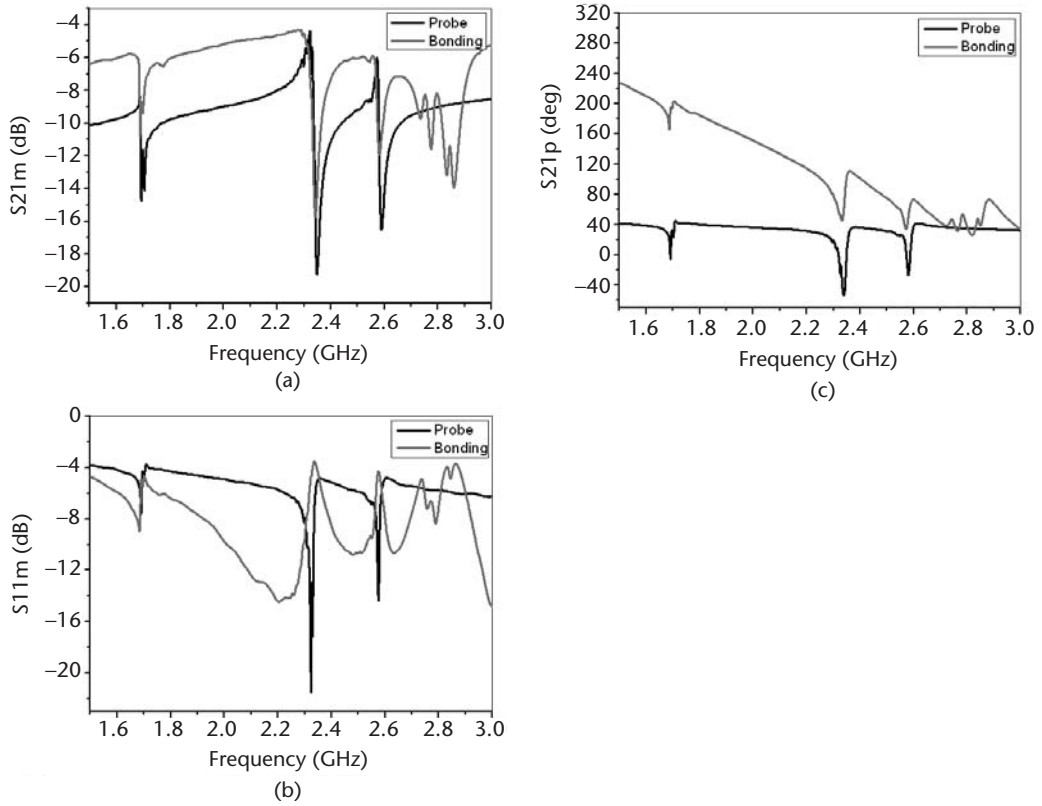 −4
−6
−8
−10
−12
−14
−16
−18
−20
S21m (dB)
Probe
Bonding
1.6 1.8 2.0 2.2 2.4 2.6 2.8 3.0
Frequency (GHz)
(a)
320
280
240
200
160
120
80
40
0
−40
S21p (deg)
Probe
Bonding
1.6 1.8 2.0 2.2 2.4 2.6 2.8 3.0
Frequency (GHz)
(c)
0
−4
−8
−12
−16
−20
S11m (dB)
Probe
Bonding
1.6 1.8 2.0 2.2 2.4 2.6 2.8 3.0
Frequency (GHz)
(b)